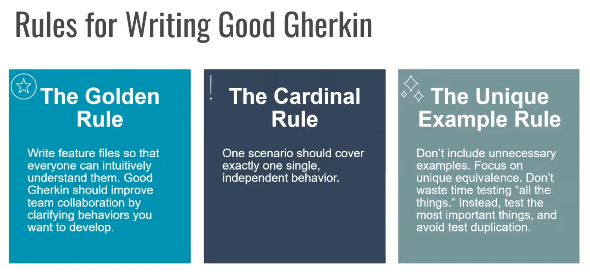 Rules for Writing Good Gherkin
The Golden
Rule
Write feature files so that
everyone can intuitively
understand them. Good
Gherkin should improve
team collaboration by
clarifying behaviors you
want to develop.
The Cardinal
Rule
One scenario should cover
exactly one single,
independent behavior.
The Unique
Example Rule
Don’t include unnecessary
examples. Focus on
unique equivalence. Don’t
waste time testing “all the
things.” Instead, test the
most important things, and
avoid test duplication.